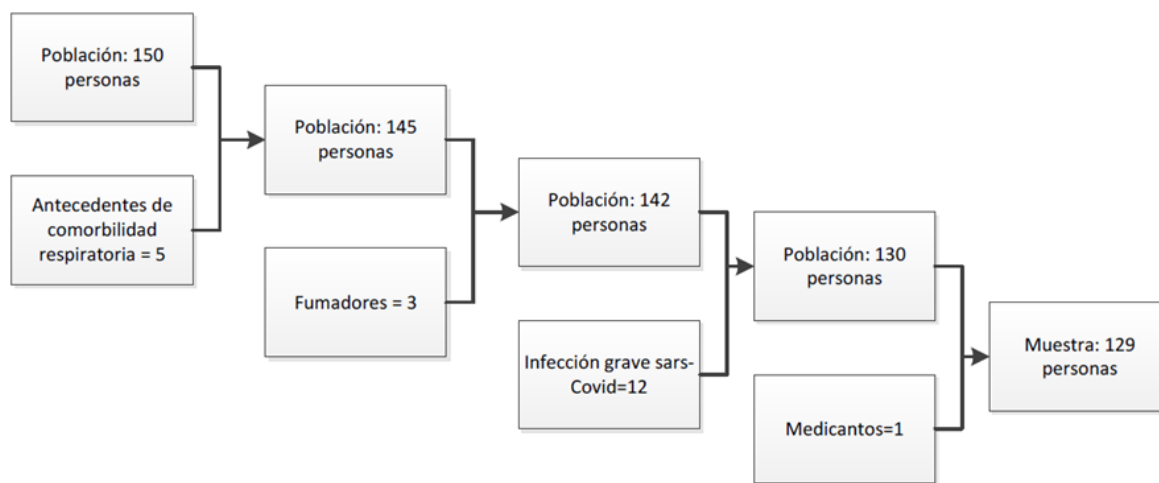 Población: 150
personas
Antecedentes de
comorbilidad
respiratoria = 5
Población: 145
personas
Fumadores = 3
Población: 142
personas
Infección grave sars-
Covid=12
Población: 130
personas
Medicantos=1
Muestra: 129
personas